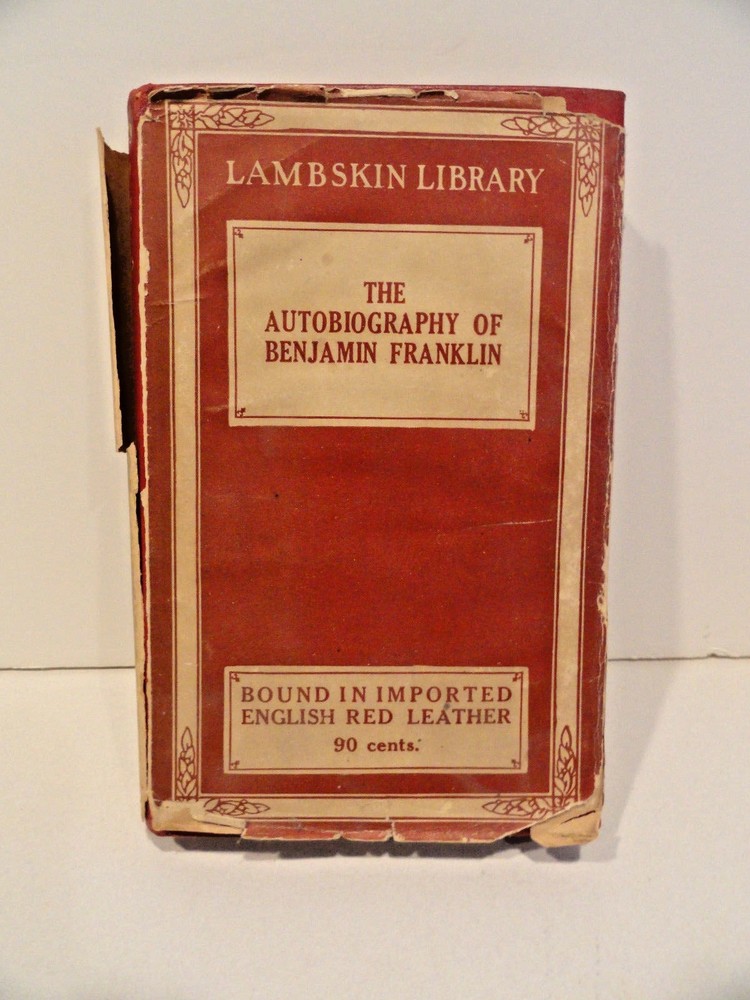 LAMBSKIN LIBRARY
THE
AUTOBIOGRAPHY OF
BENJAMIN FRANKLIN
BOUND IN IMPORTED
ENGLISH RED LEATHER
90 cents.